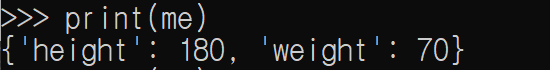 >>> print(me)
{'height': 180, 'weight': 70}